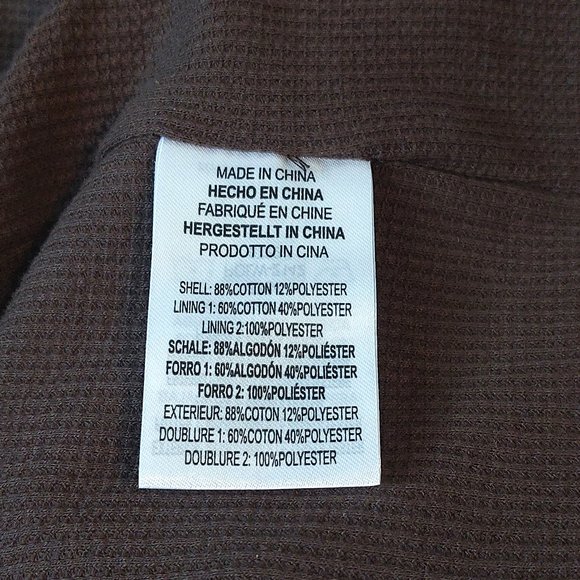 MADE IN CHINA
HECHO EN CHINA
FABRIQUÉ EN CHINE
HERGESTELLT IN CHINA
PRODOTTO IN CINA
SHELL: 88%COTTON 12%POLYESTER
LINING 1: 60%COTTON 40%POLYESTER
LINING 2:100%POLYESTER
SCHALE: 88%ALGODÓN 12%POLIÉSTER
FORRO 1: 60%ALGODÓN 40%POLIÉSTER
FORRO 2: 100%POLIÉSTER
EXTERIEUR: 88%COTON 12%POLYESTER
DOUBLURE 1: 60%COTON 40%POLYESTER
DOUBLURE 2: 100%POLYESTER